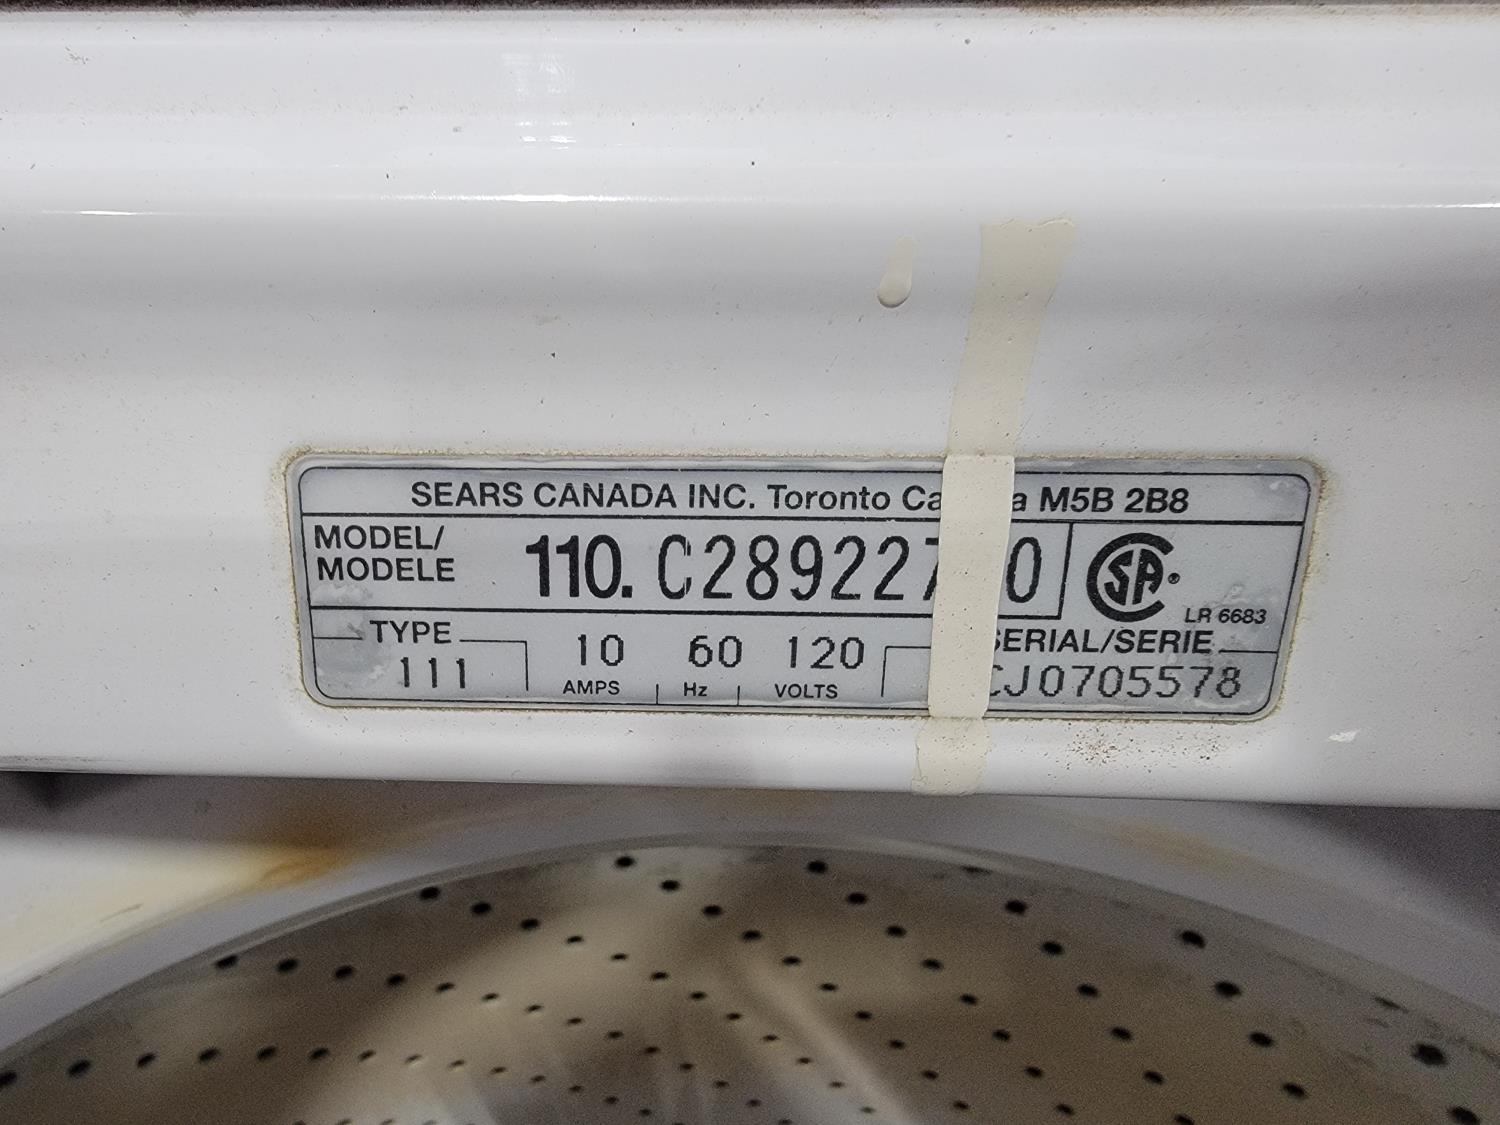 SEARS CANADA INC. Toronto Ca a M5B 2B8
MODEL/
MODELE
110. C289227 0
CSA®
LR 6683
TYPE
111
10 60 120
AMPS Hz VOLTS
SERIAL/SERIE
CJ0705578